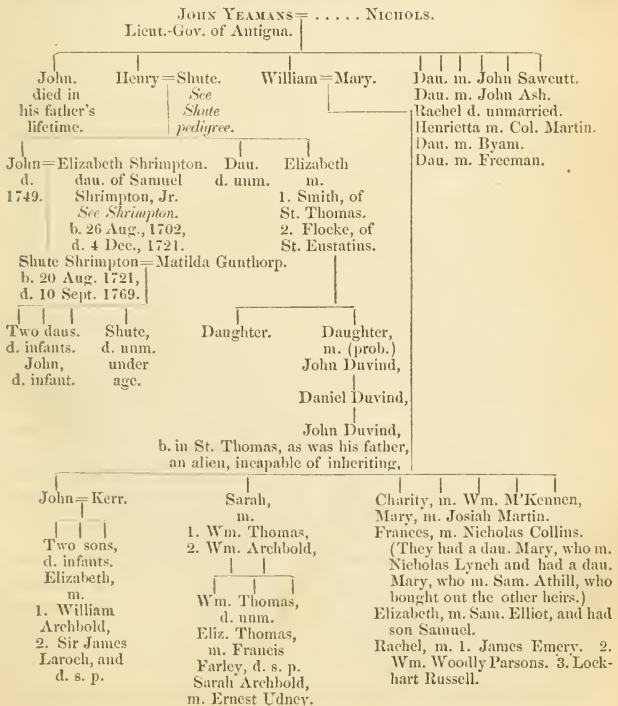 John Yeamans=. . . . . Nichols.
Lieut.-Gov. of Antigua.
John.
died in
his father's
lifetime.
Henry=Shute.
See
Shute
pedigree.
William=Mary.
Dau. m. John Sawcutt.
Dau. m. John Ash.
Rachel d. unmarried.
Henrietta m. Col. Martin.
Dau. m. Byam.
Dau. m. Freeman.
John=Elizabeth Shrimpton.
d.
1749.
dau. of Samuel
Shrimpton, Jr.
See Shrimpton.
b. 26 Aug., 1702,
d. 4 Dec., 1721.
Dau.
d. unm.
Elizabeth
m.
1. Smith, of
St. Thomas.
2. Flocke, of
St. Eustatins.
Shute Shrimpton=Matilda Gunthorp.
b. 20 Aug. 1721,
d. 10 Sept. 1769.
Two daus.
d. infants.
John,
d. infant.
Shute,
d. unm.
under
age.
Daughter.
Daughter,
m. (prob.)
John Duvind,
Daniel Duvind,
John Duvind,
b. in St. Thomas, as was his father,
an alien, incapable of inheriting,
John=Kerr.
Two sons,
d. infants.
Elizabeth,
m.
1. William
Archbold,
2. Sir James
Laroch, and
d. s. p.
Sarah,
m.
1. Wm. Thomas,
2. Wm. Archbold,
Wm. Thomas,
d. unm.
Eliz. Thomas,
m. Francis
Farley, d. s. p.
Sarah Archbold,
m. Ernest Udney.
Charity, m. Wm. M'Kennen,
Mary, m. Josiah Martin.
Frances, m. Nicholas Collins.
(They had a dau. Mary, who m.
Nicholas Lynch and had a dau.
Mary, who m. Sam. Athill, who
bought out the other heirs.)
Elizabeth, m. Sam. Elliot, and had
son Samuel.
Rachel, m. 1. James Emery. 2.
Wm. Woodly Parsons. 3. Lock-
hart Russell.